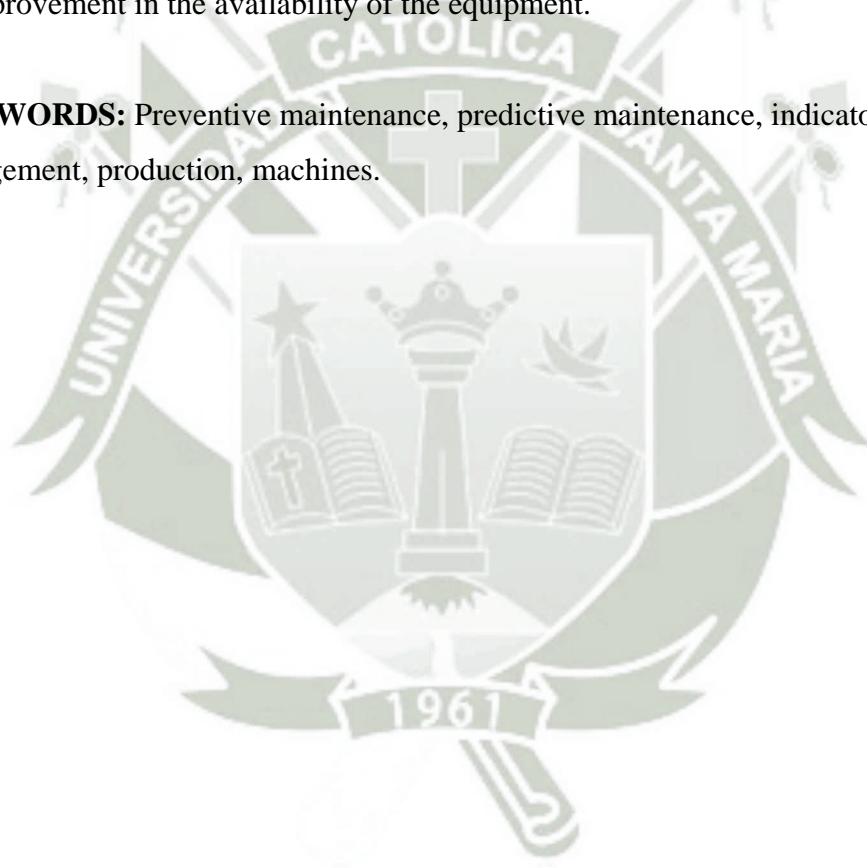 provement in the availability of the equipment.
WORDS: Preventive maintenance, predictive maintenance, indicato
gement, production, machines.
UNIVERSIDAD CATOLICA SANTA MARIA
1961